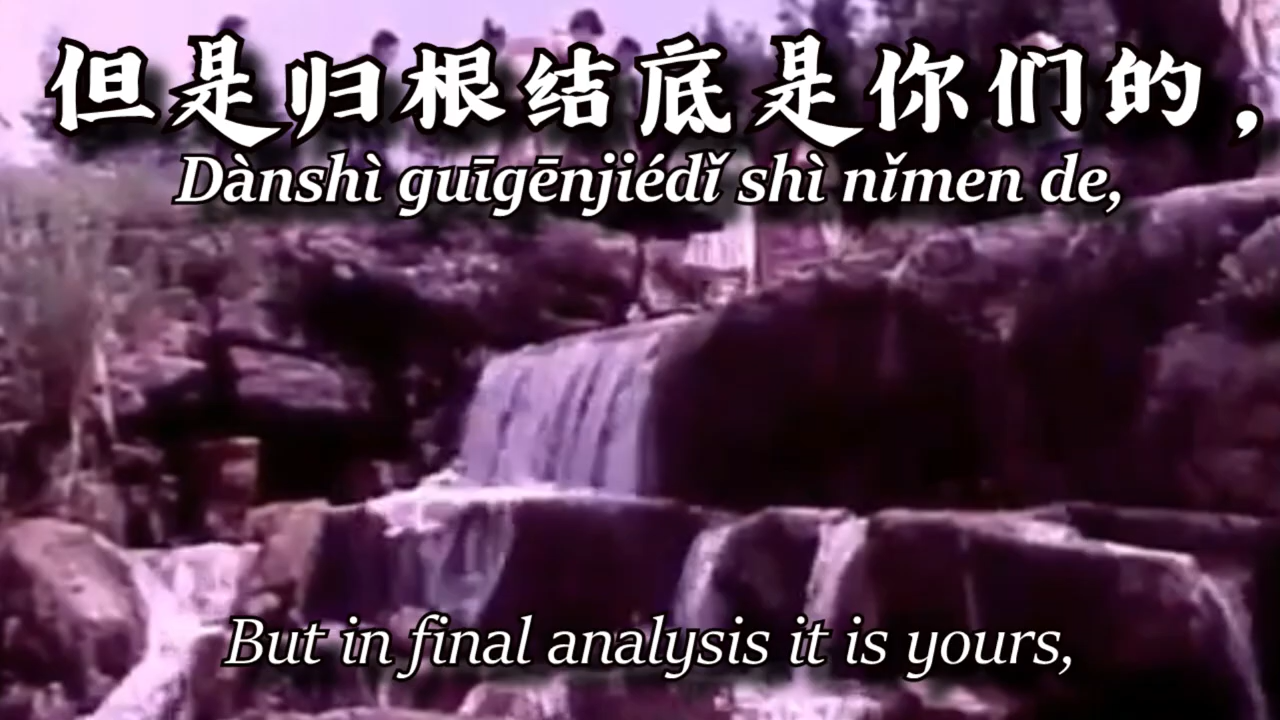 但是归根结底是你们的，
Dànshì guīgēnjiédǐ shì nǐmen de,
But in final analysis it is yours,